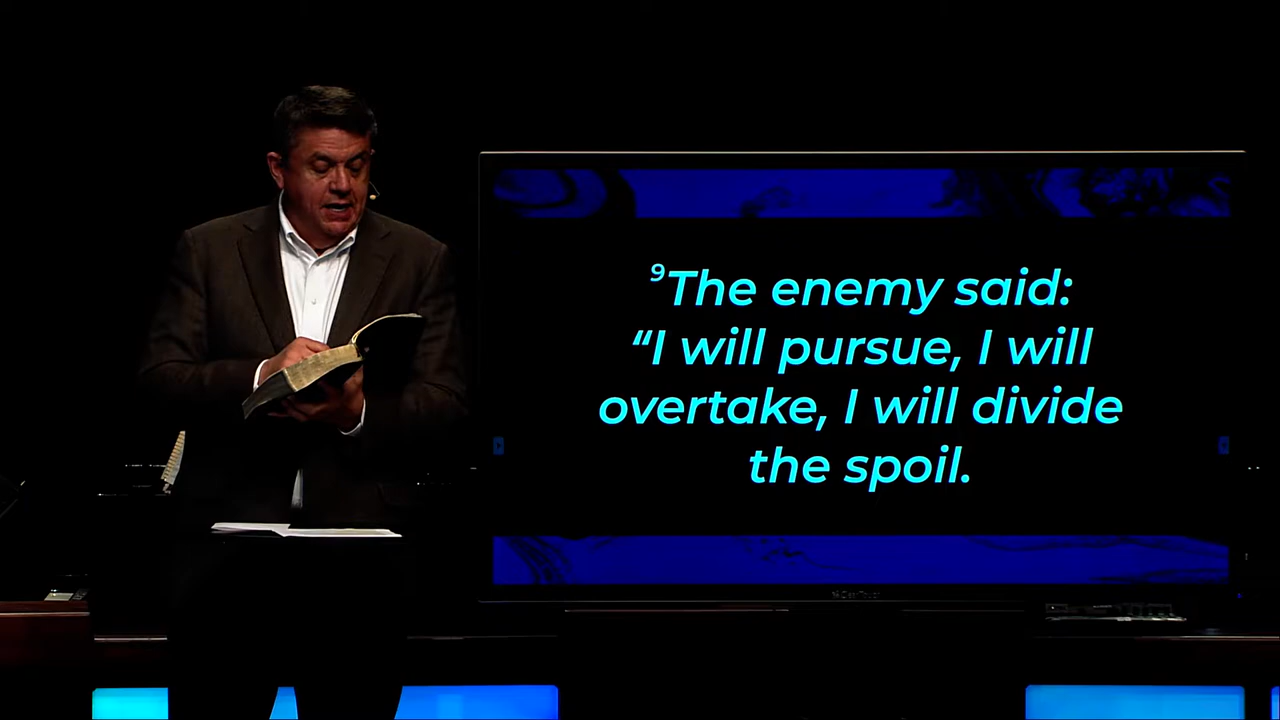 ⁹The enemy said:
“I will pursue, I will
overtake, I will divide
the spoil.